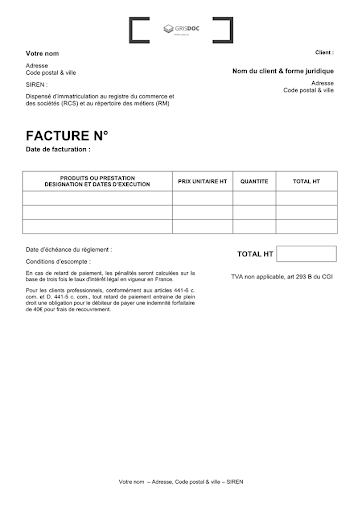 GRISDOC
Votre nom
Client :
Adresse
Code postal & ville
Nom du client & forme juridique
SIREN :
Adresse
Code postal & ville
Dispensé d'immatriculation au registre du commerce et
des sociétés (RCS) et au répertoire des métiers (RM)
FACTURE N°
Date de facturation :
PRODUITS OU PRESTATION
DESIGNATION ET DATES D'EXECUTION
PRIX UNITAIRE HT
QUANTITE
TOTAL HT
Date d'échéance du règlement :
TOTAL HT
Conditions d'escompte :
En cas de retard de paiement, les pénalités seront calculées sur la
base de trois fois le taux d'intérêt légal en vigueur en France.
TVA non applicable, art 293 B du CGI
Pour les clients professionnels, conformément aux articles 441-6 c.
com. et D. 441-5 c. com., tout retard de paiement entraine de plein
droit une obligation pour le débiteur de payer une indemnité forfaitaire
de 40€ pour frais de recouvrement.
Votre nom – Adresse, Code postal & ville – SIREN